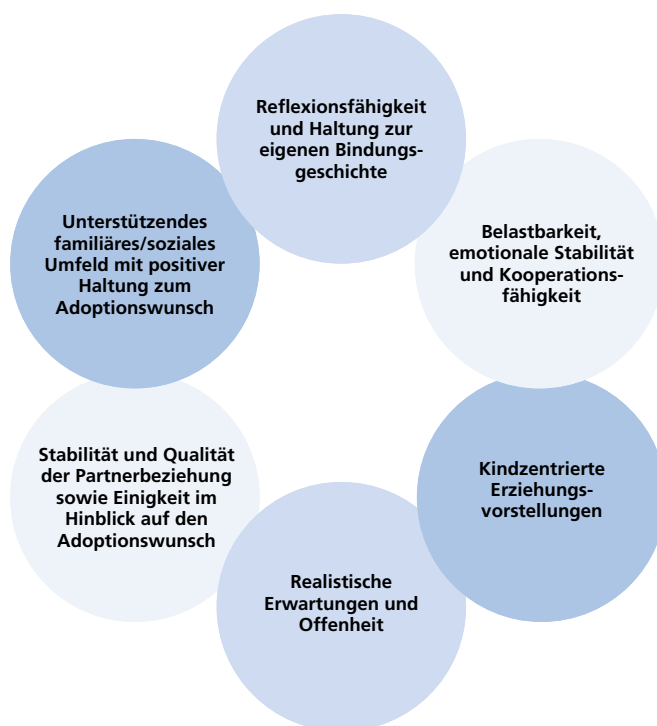 Reflexionsfähigkeit
und Haltung zur
eigenen Bindungs-
geschichte
Belastbarkeit,
emotionale Stabilität
und Kooperations-
fähigkeit
Kindzentrierte
Erziehungs-
vorstellungen
Realistische
Erwartungen und
Offenheit
Stabilität und Qualität
der Partnerbeziehung
sowie Einigkeit im
Hinblick auf den
Adoptionswunsch
Unterstützendes
familiäres/soziales
Umfeld mit positiver
Haltung zum
Adoptionswunsch